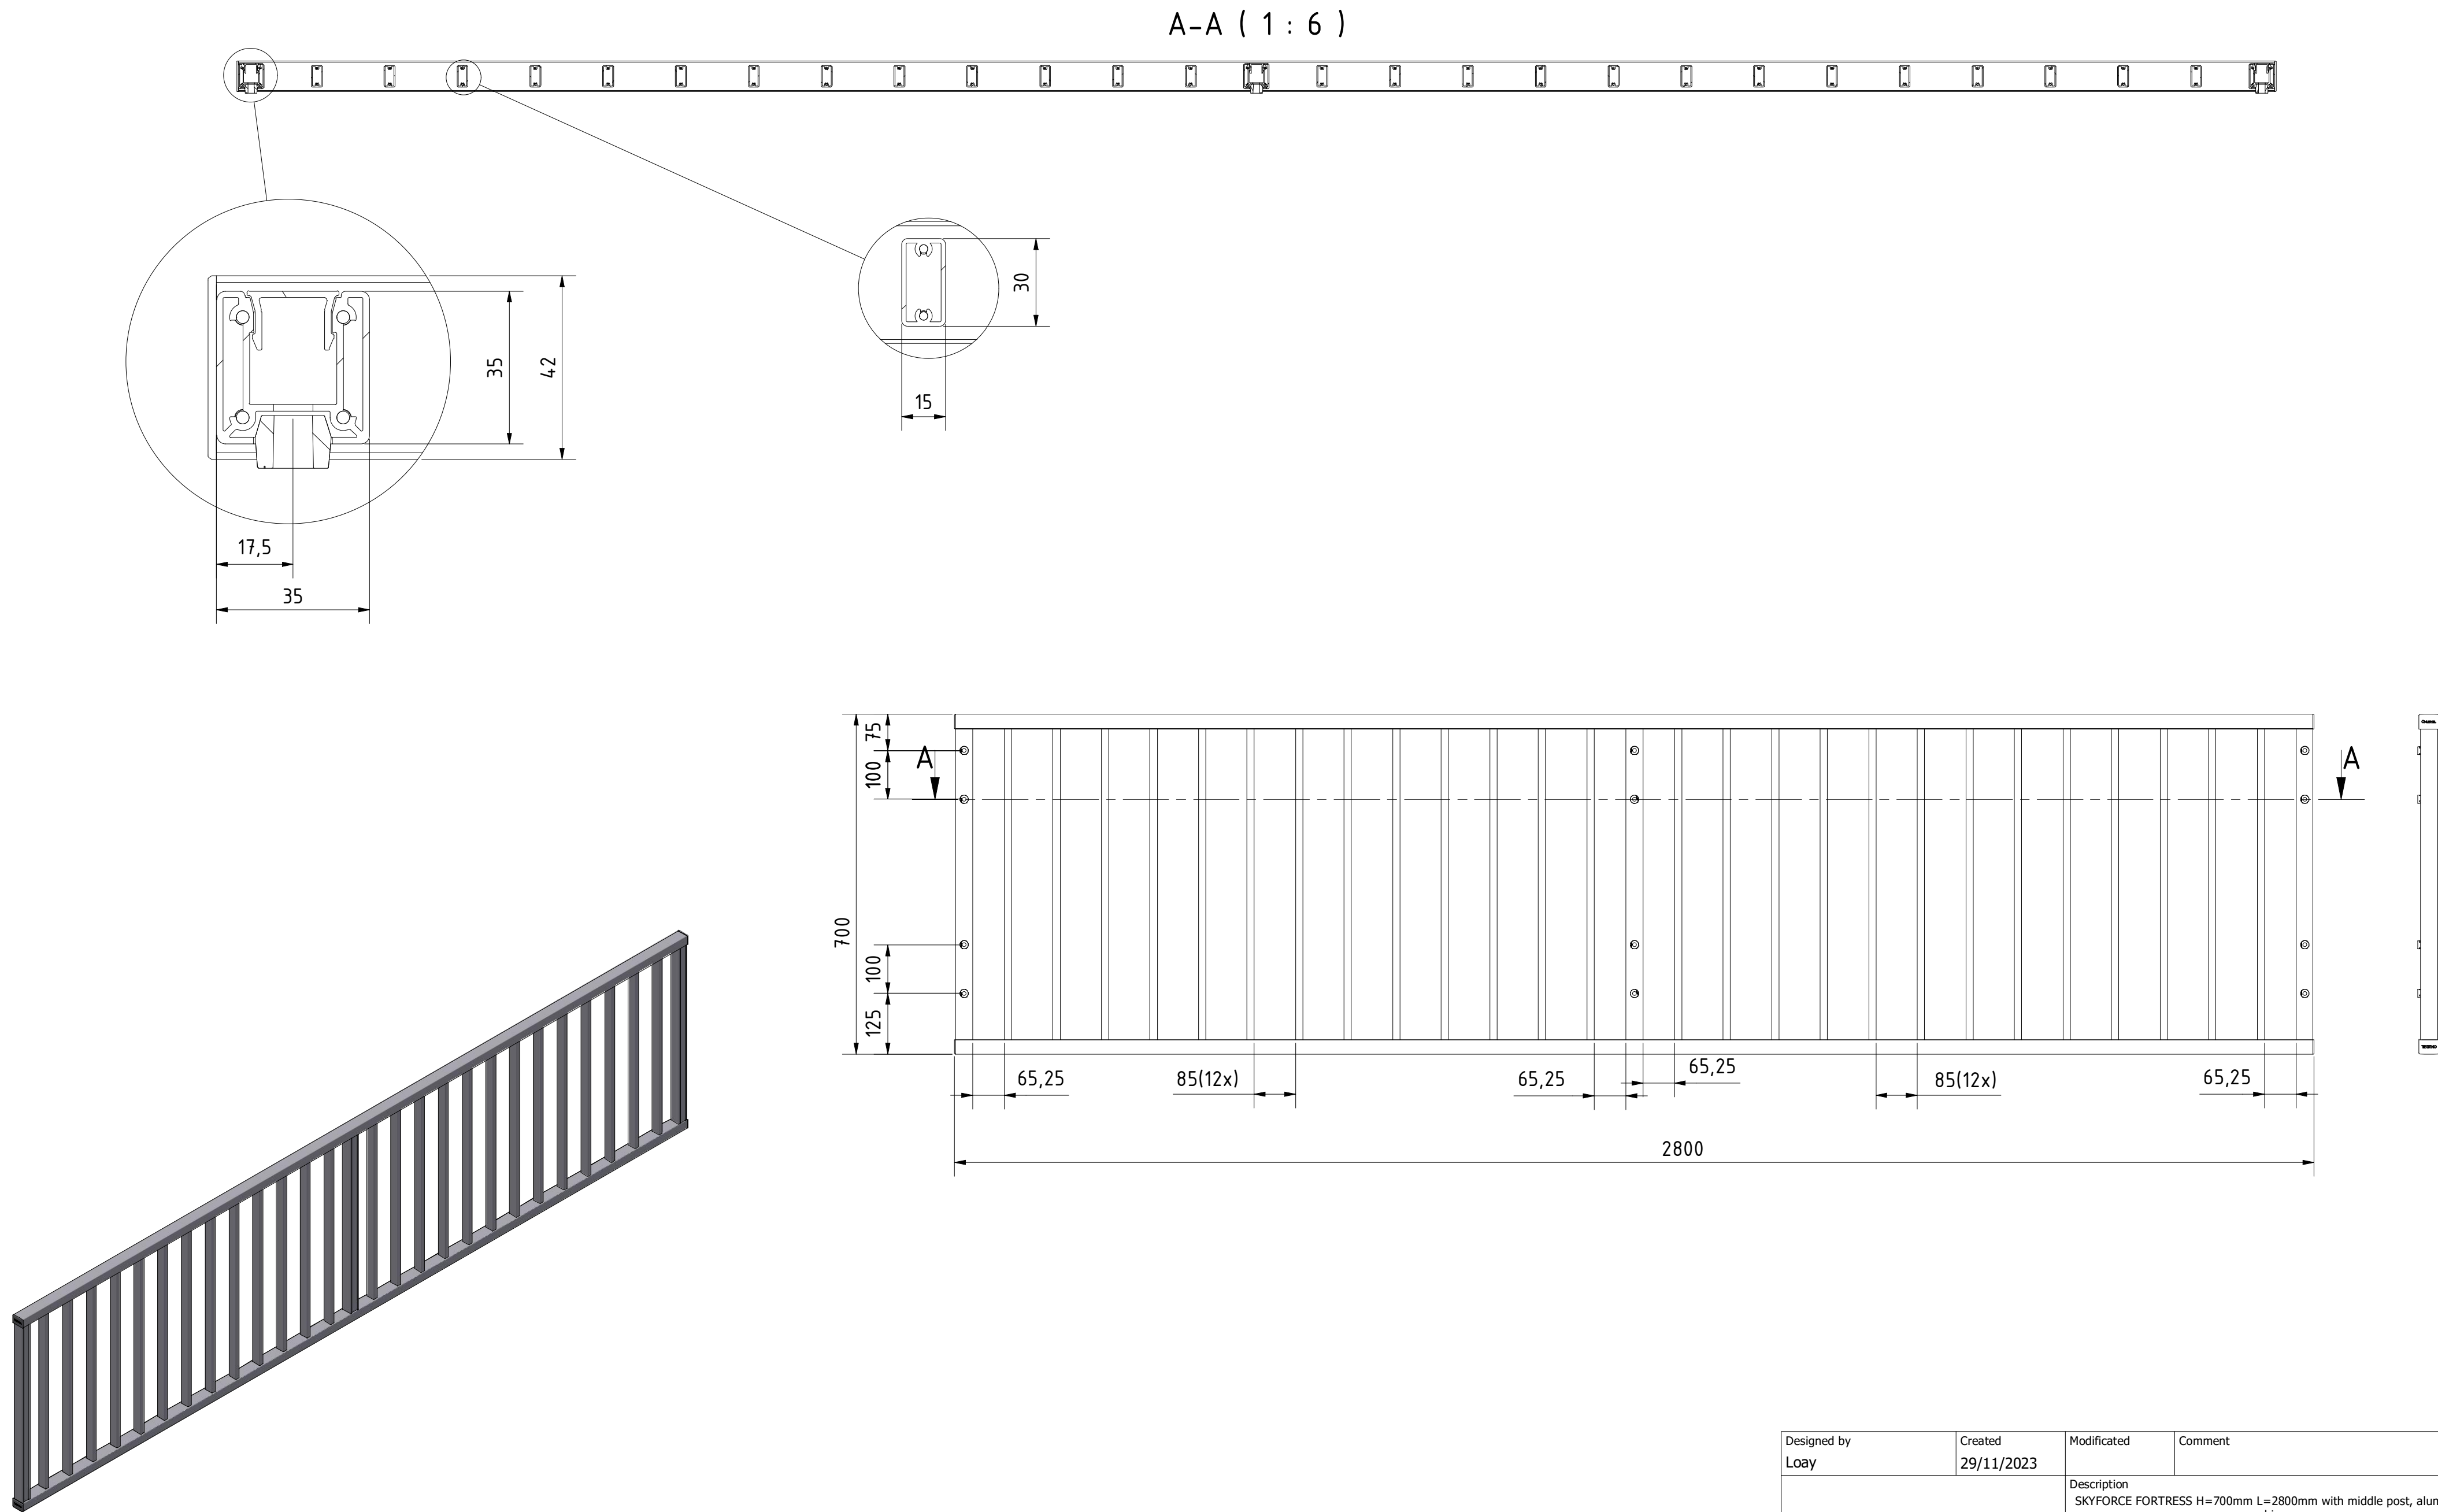 A-A ( 1 : 6 )
35
42
17,5
35
30
15
75
100
A
A
700
100
125
65,25
85(12x)
65,25
65,25
85(12x)
65,25
2800
Designed by
Loay
Created
29/11/2023
Modificated
Comment
Description
SKYFORCE FORTRESS H=700mm L=2800mm with middle post,